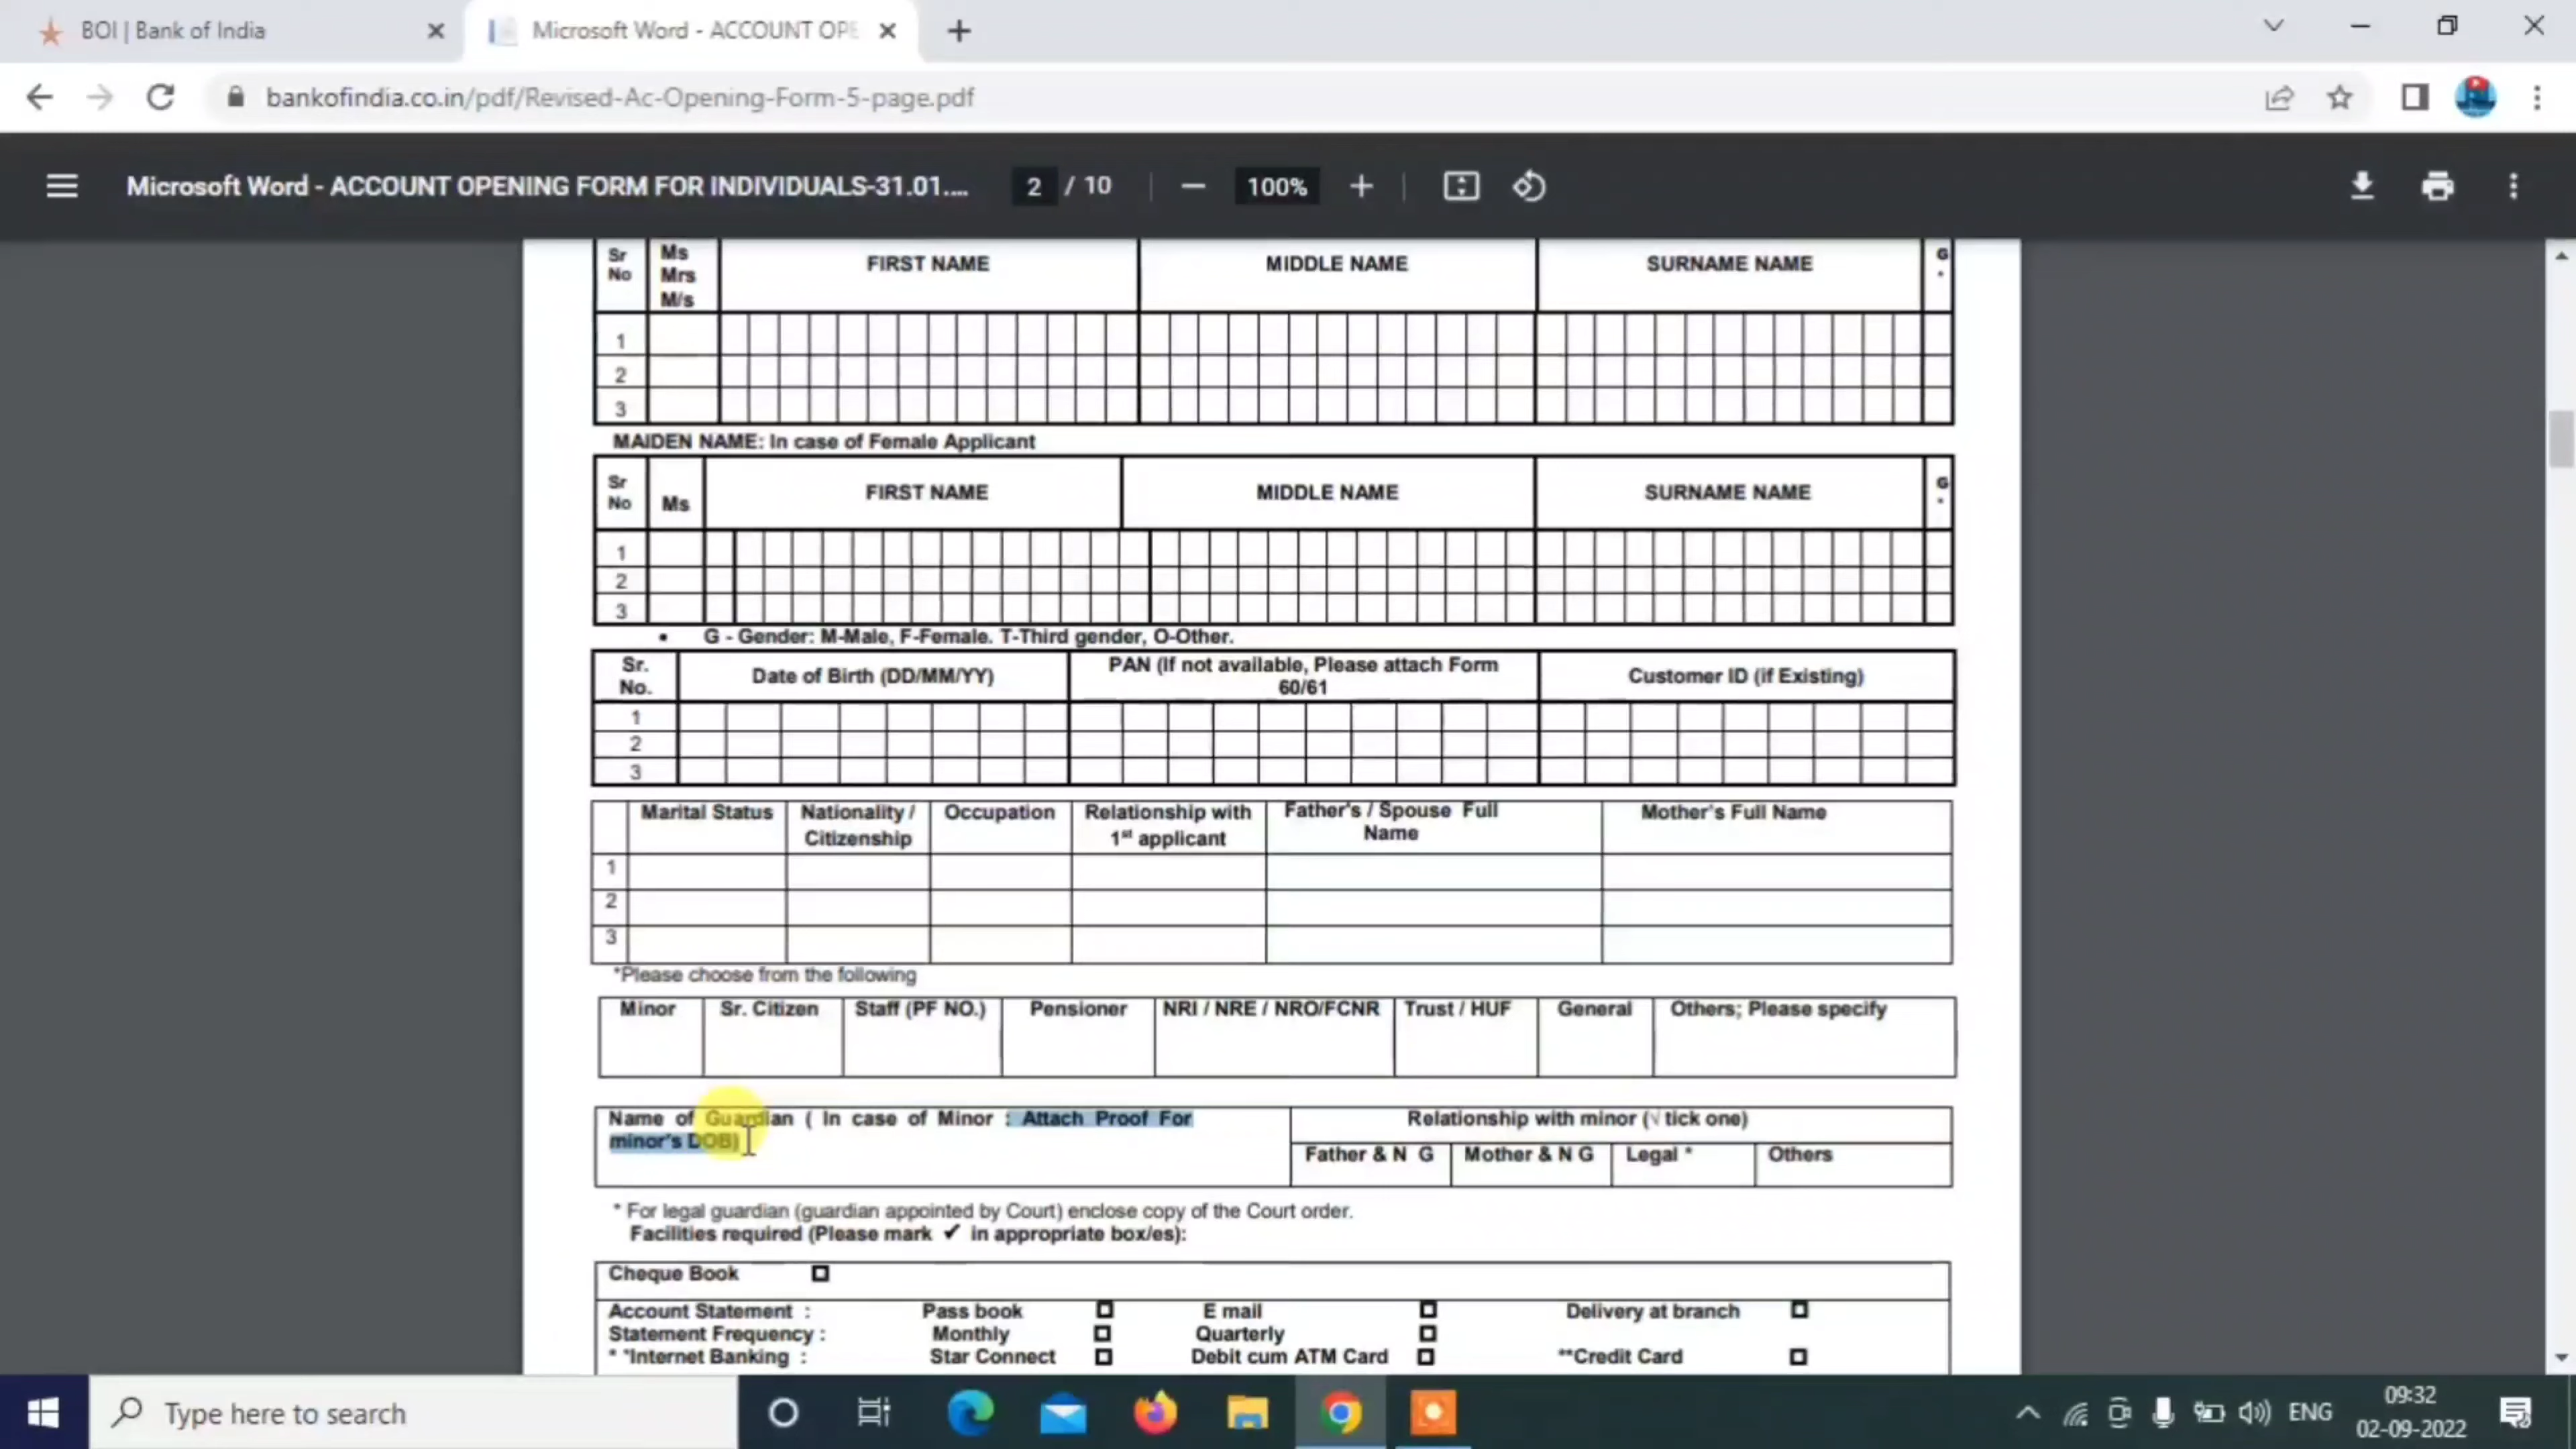 BOI | Bank of India
Microsoft Word - ACCOUNT OPE
bankofindia.co.in/pdf/Revised-Ac-Opening-Form-5-page.pdf
Microsoft Word - ACCOUNT OPENING FORM FOR INDIVIDUALS-31.01....
2 / 10
100%
Sr No
Ms Mrs M/s
FIRST NAME
MIDDLE NAME
SURNAME NAME
G *
1
2
3
MAIDEN NAME: In case of Female Applicant
Sr No
Ms
FIRST NAME
MIDDLE NAME
SURNAME NAME
G *
1
2
3
• G - Gender: M-Male, F-Female. T-Third gender, O-Other.
Sr. No.
Date of Birth (DD/MM/YY)
PAN (If not available, Please attach Form 60/61
Customer ID (if Existing)
1
2
3
Marital Status
Nationality / Citizenship
Occupation
Relationship with 1st applicant
Father's / Spouse Full Name
Mother's Full Name
1
2
3
*Please choose from the following
Minor
Sr. Citizen
Staff (PF NO.)
Pensioner
NRI / NRE / NRO/FCNR
Trust / HUF
General
Others; Please specify
Name of Guardian ( In case of Minor : Attach Proof For
minor's DOB)
Relationship with minor (√ tick one)
Father & N G
Mother & N G
Legal *
Others
* For legal guardian (guardian appointed by Court) enclose copy of the Court order.
Facilities required (Please mark ✓ in appropriate box/es):
Cheque Book
Account Statement : Pass book E mail Delivery at branch
Statement Frequency : Monthly Quarterly
* *Internet Banking : Star Connect Debit cum ATM Card **Credit Card
Type here to search
ENG
09:32
02-09-2022